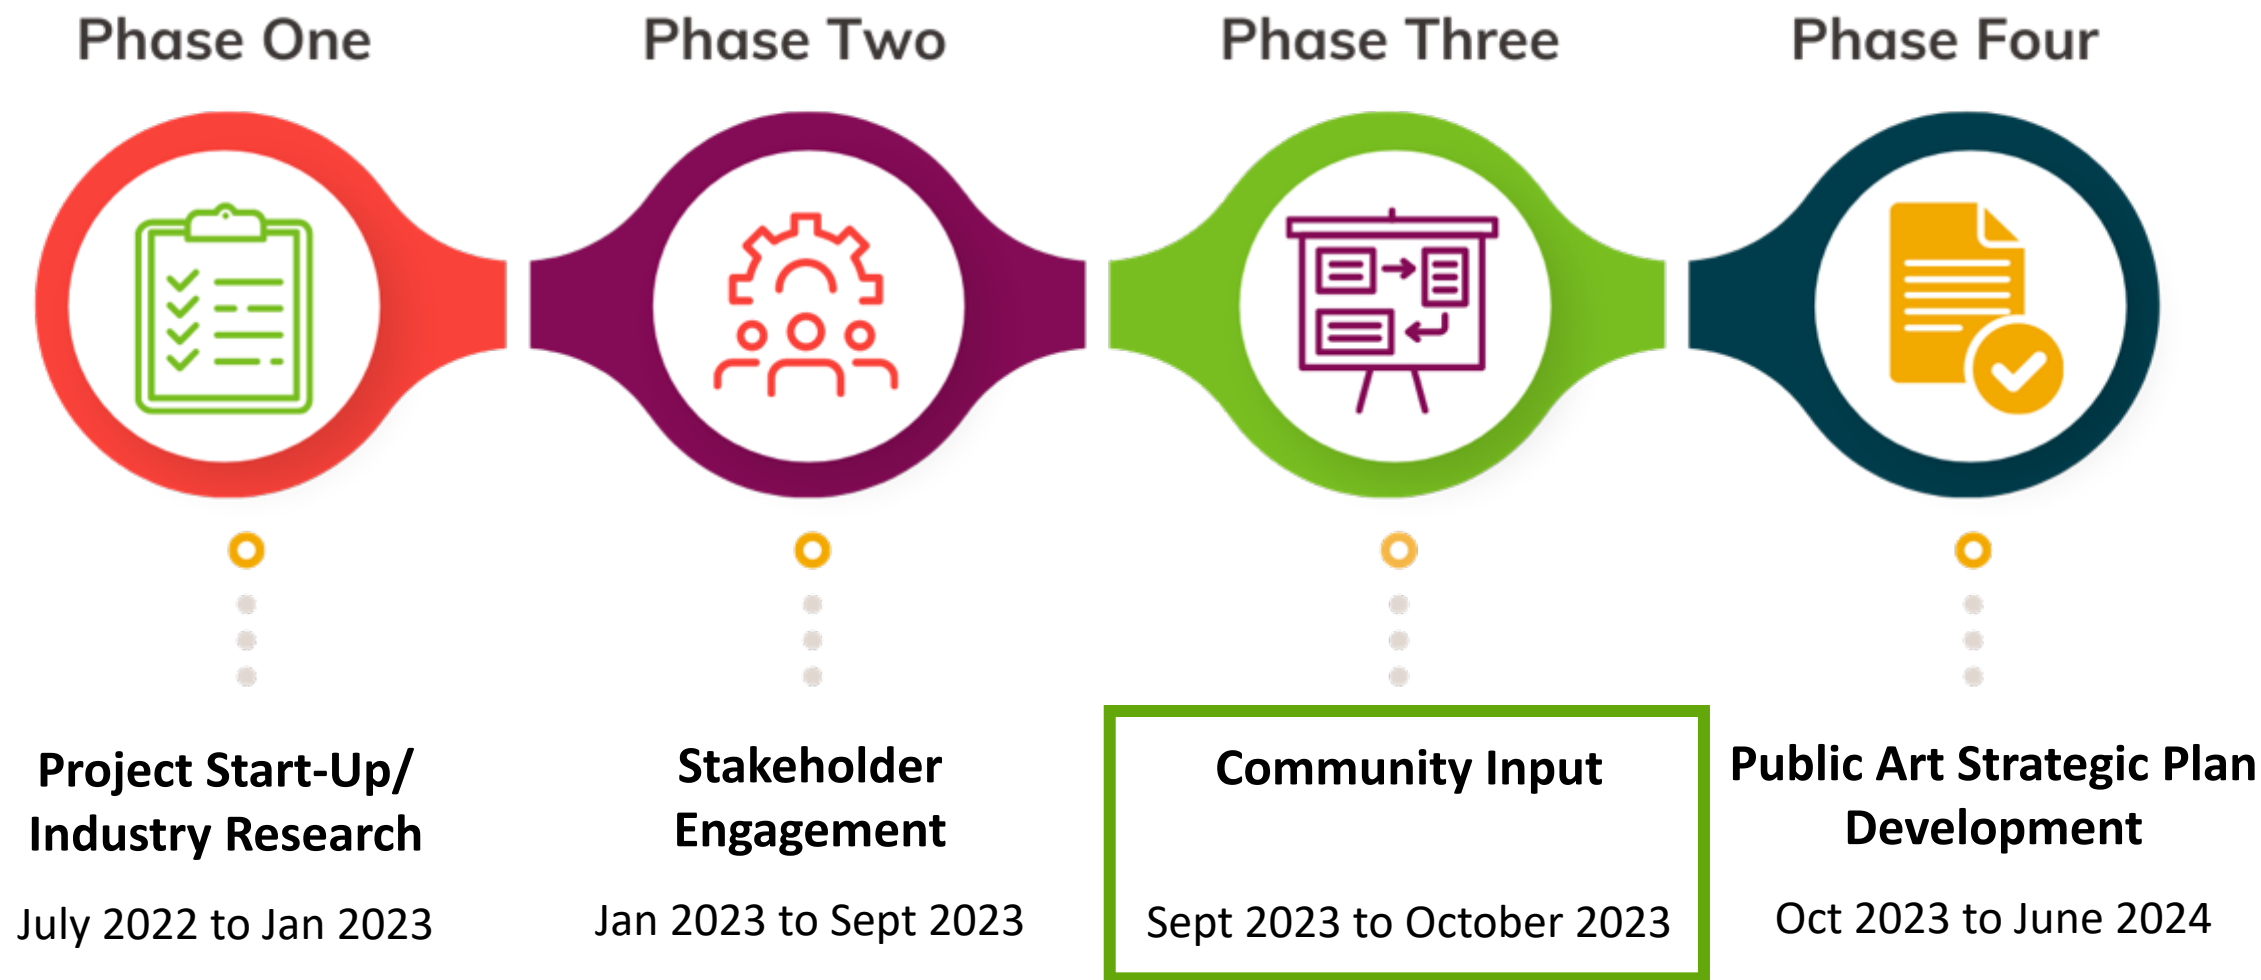 Phase One
Phase Two
Phase Three
Phase Four
Project Start-Up/
Industry Research
July 2022 to Jan 2023
Stakeholder
Engagement
Jan 2023 to Sept 2023
Community Input
Sept 2023 to October 2023
Public Art Strategic Plan
Development
Oct 2023 to June 2024